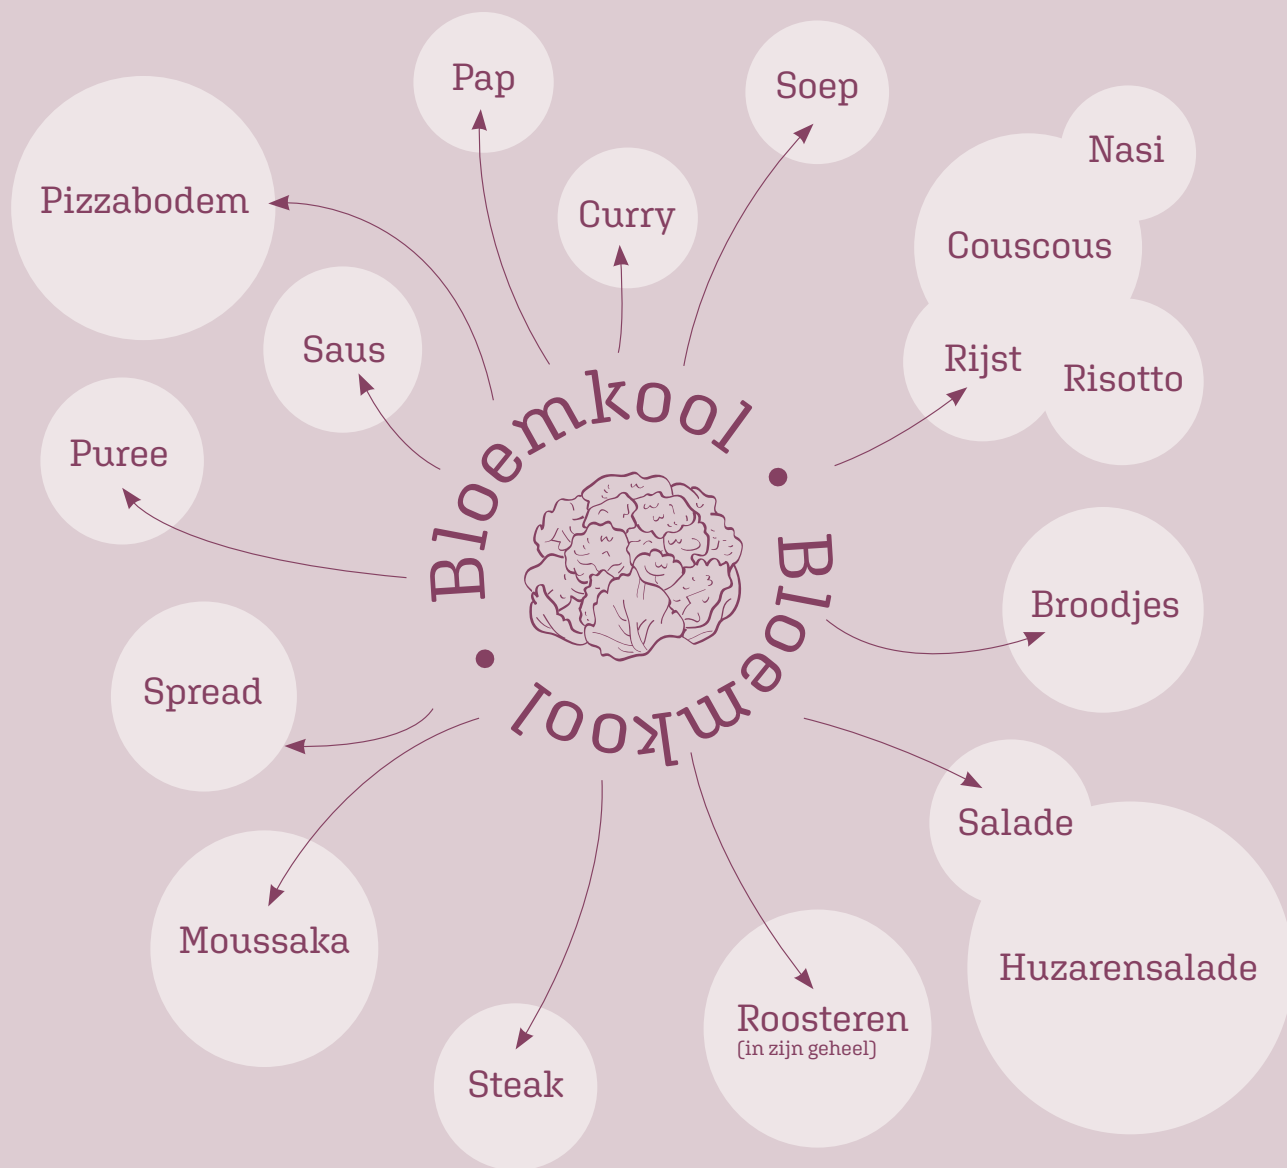 Pap
Soep
Nasi
Pizzabodem
Curry
Couscous
Saus
Rijst
Risotto
Puree
Bloemkool • Bloemkool •
Broodjes
Spread
Salade
Moussaka
Huzarensalade
Roosteren
(in zijn geheel)
Steak